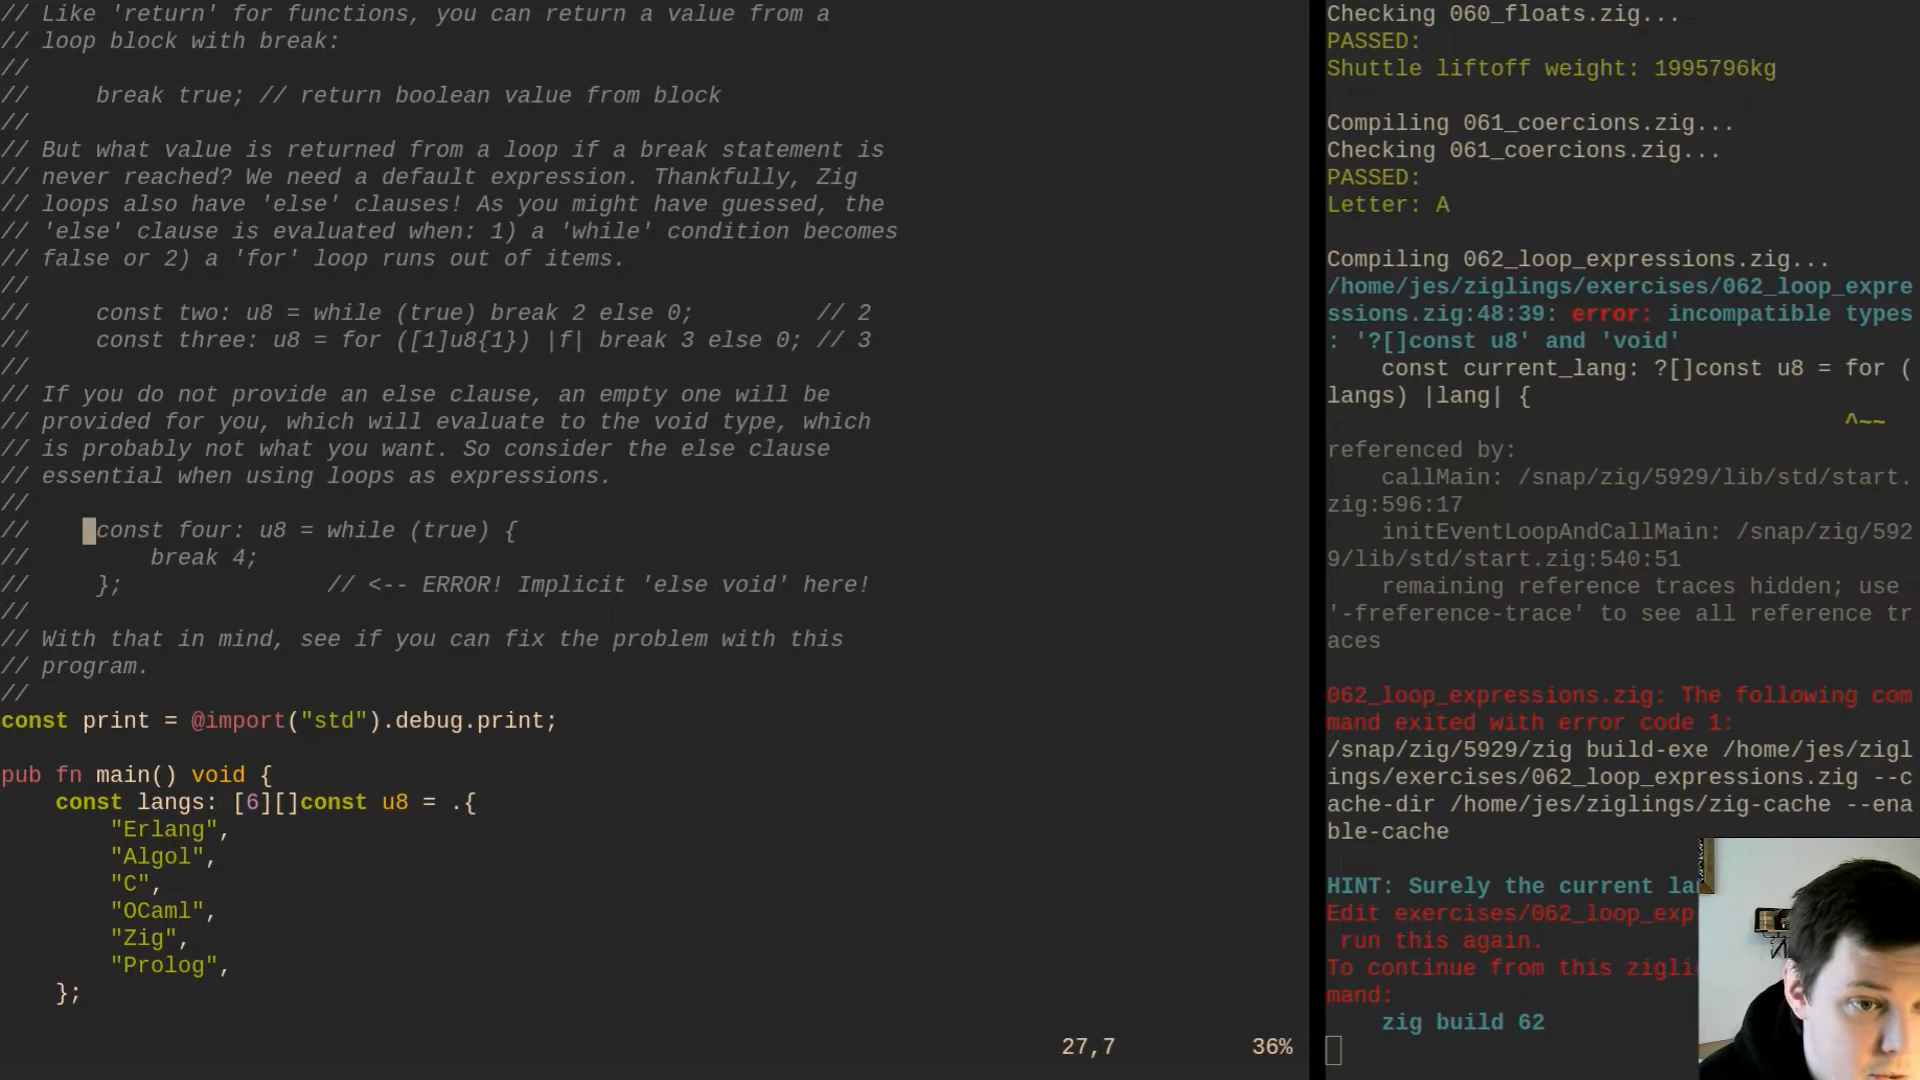 // Like 'return' for functions, you can return a value from a
// loop block with break:
//
//     break true; // return boolean value from block
//
// But what value is returned from a loop if a break statement is
// never reached? We need a default expression. Thankfully, Zig
// loops also have 'else' clauses! As you might have guessed, the
// 'else' clause is evaluated when: 1) a 'while' condition becomes
// false or 2) a 'for' loop runs out of items.
//
//     const two: u8 = while (true) break 2 else 0;         // 2
//     const three: u8 = for ([1]u8{1}) |f| break 3 else 0; // 3
//
// If you do not provide an else clause, an empty one will be
// provided for you, which will evaluate to the void type, which
// is probably not what you want. So consider the else clause
// essential when using loops as expressions.
//
//     const four: u8 = while (true) {
//         break 4;
//     };               // <-- ERROR! Implicit 'else void' here!
//
// With that in mind, see if you can fix the problem with this
// program.
//
const print = @import("std").debug.print;

pub fn main() void {
    const langs: [6][]const u8 = .{
        "Erlang",
        "Algol",
        "C",
        "OCaml",
        "Zig",
        "Prolog",
    };
27,7          36%
Checking 060_floats.zig...
PASSED:
Shuttle liftoff weight: 1995796kg

Compiling 061_coercions.zig...
Checking 061_coercions.zig...
PASSED:
Letter: A

Compiling 062_loop_expressions.zig...
/home/jes/ziglings/exercises/062_loop_expre
ssions.zig:48:39: error: incompatible types
: '?[]const u8' and 'void'
    const current_lang: ?[]const u8 = for (
langs) |lang| {
                                      ^~~
referenced by:
    callMain: /snap/zig/5929/lib/std/start.
zig:596:17
    initEventLoopAndCallMain: /snap/zig/592
9/lib/std/start.zig:540:51
    remaining reference traces hidden; use
'-freference-trace' to see all reference tr
aces

062_loop_expressions.zig: The following com
mand exited with error code 1:
/snap/zig/5929/zig build-exe /home/jes/zigl
ings/exercises/062_loop_expressions.zig --c
ache-dir /home/jes/ziglings/zig-cache --ena
ble-cache

HINT: Surely the current la
Edit exercises/062_loop_exp
 run this again.
To continue from this zigli
mand:
    zig build 62